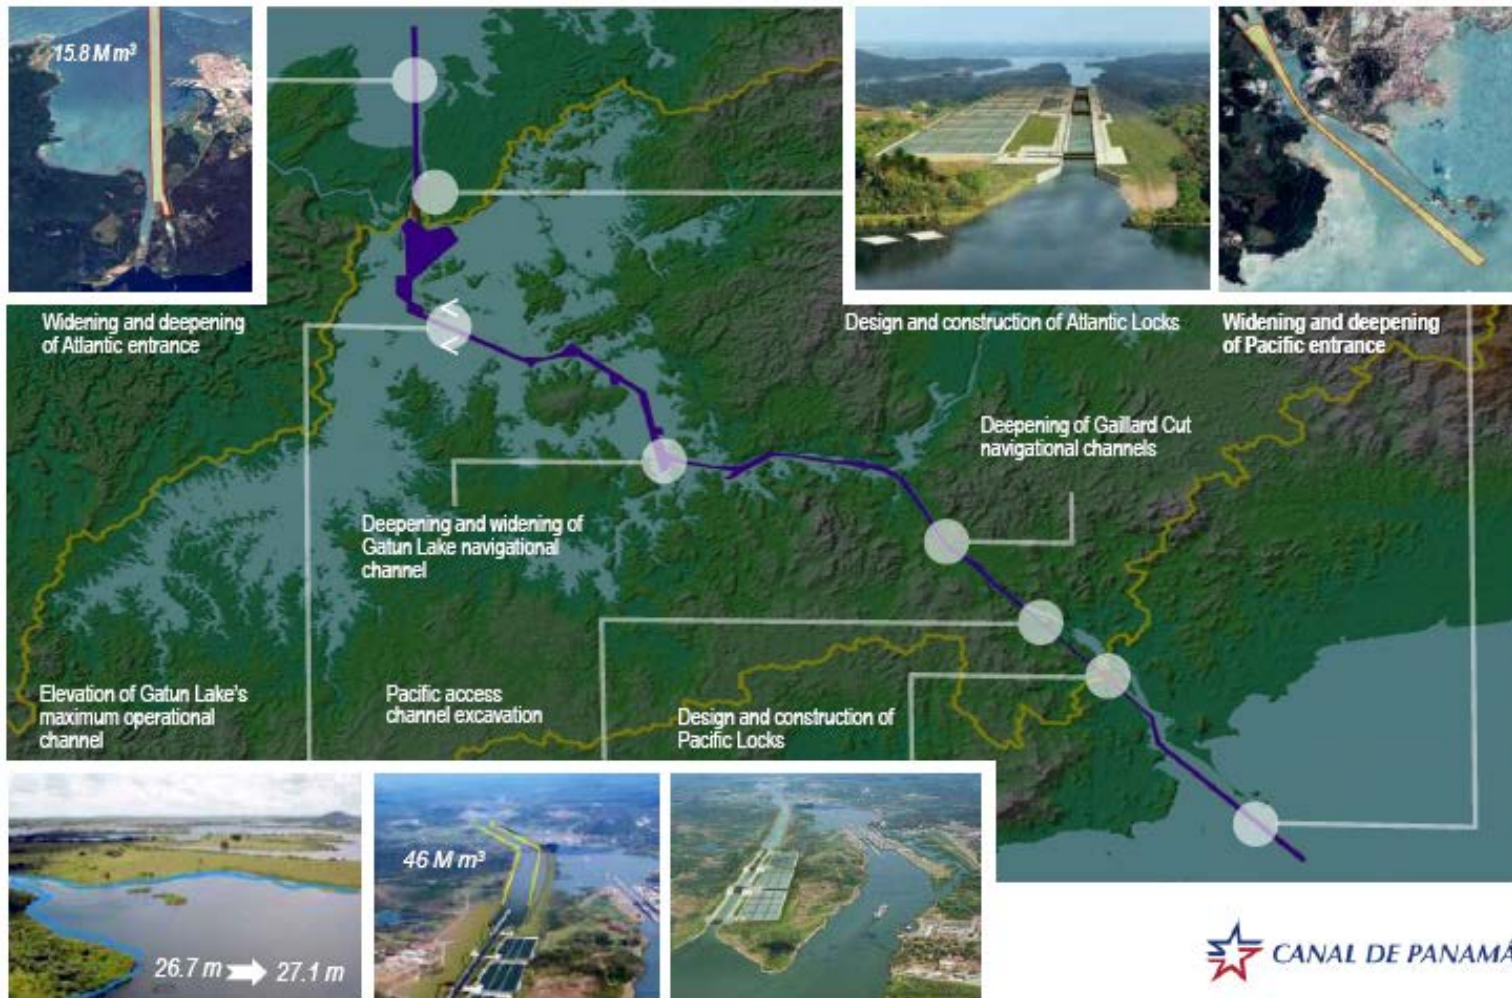 15.8 M m³
Widening and deepening
of Atlantic entrance
Design and construction of Atlantic Locks
Widening and deepening
of Pacific entrance
Deepening of Gaillard Cut
navigational channels
Deepening and widening of
Gatun Lake navigational
channel
Elevation of Gatun Lake's
maximum operational
channel
Pacific access
channel excavation
Design and construction of
Pacific Locks
26.7 m 27.1 m
46 M m³
CANAL DE PANAMÁ